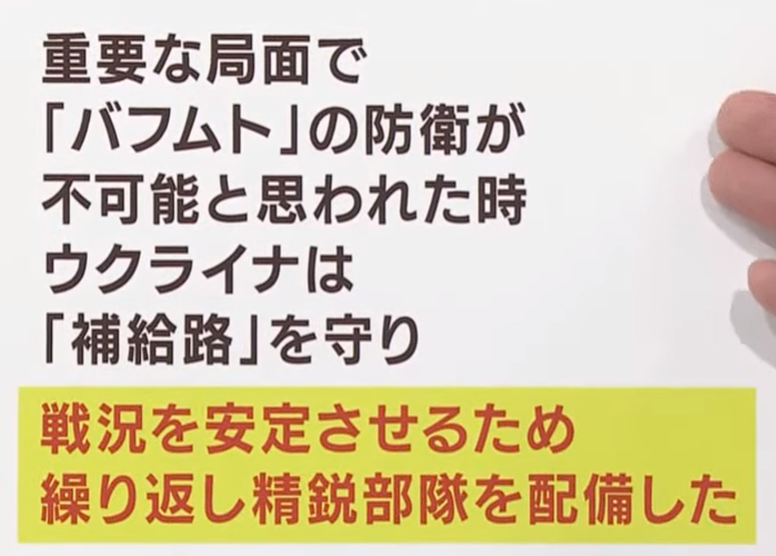 重要な局面で
「バフムト」の防衛が
不可能と思われた時
ウクライナは
「補給路」を守り
戦況を安定させるため
繰り返し精鋭部隊を配備した